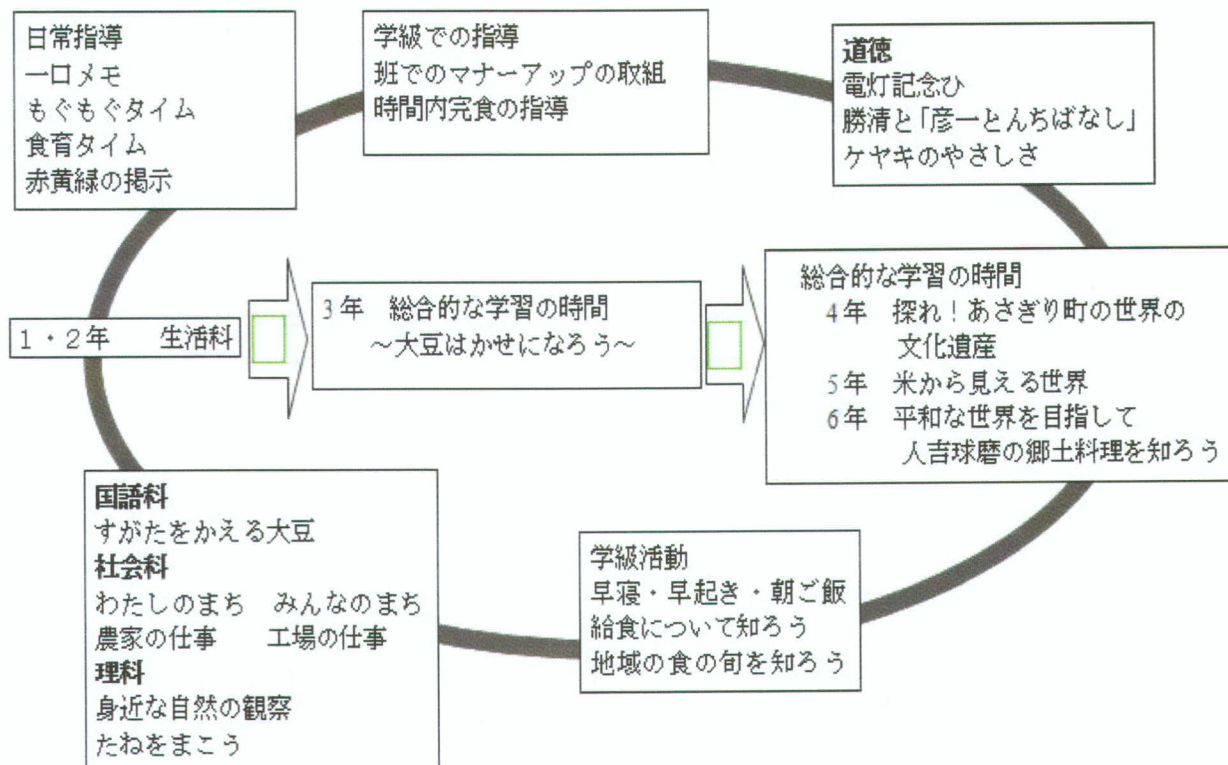 日常指導
一口メモ
もぐもぐタイム
食育タイム
赤黄緑の掲示
学級での指導
班でのマナーアップの取組
時間内完食の指導
道徳
電灯記念ひ
勝清と「彦一とんちばなし」
ケヤキのやさしさ
1・2年　　生活科
3年　総合的な学習の時間
～大豆はかせになろう～
総合的な学習の時間
4年　探れ！あさぎり町の世界の
文化遺産
5年　米から見える世界
6年　平和な世界を目指して
人吉球磨の郷土料理を知ろう
国語科
すがたをかえる大豆
社会科
わたしのまち　みんなのまち
農家の仕事　　工場の仕事
理科
身近な自然の観察
たねをまこう
学級活動
早寝・早起き・朝ご飯
給食について知ろう
地域の食の旬を知ろう